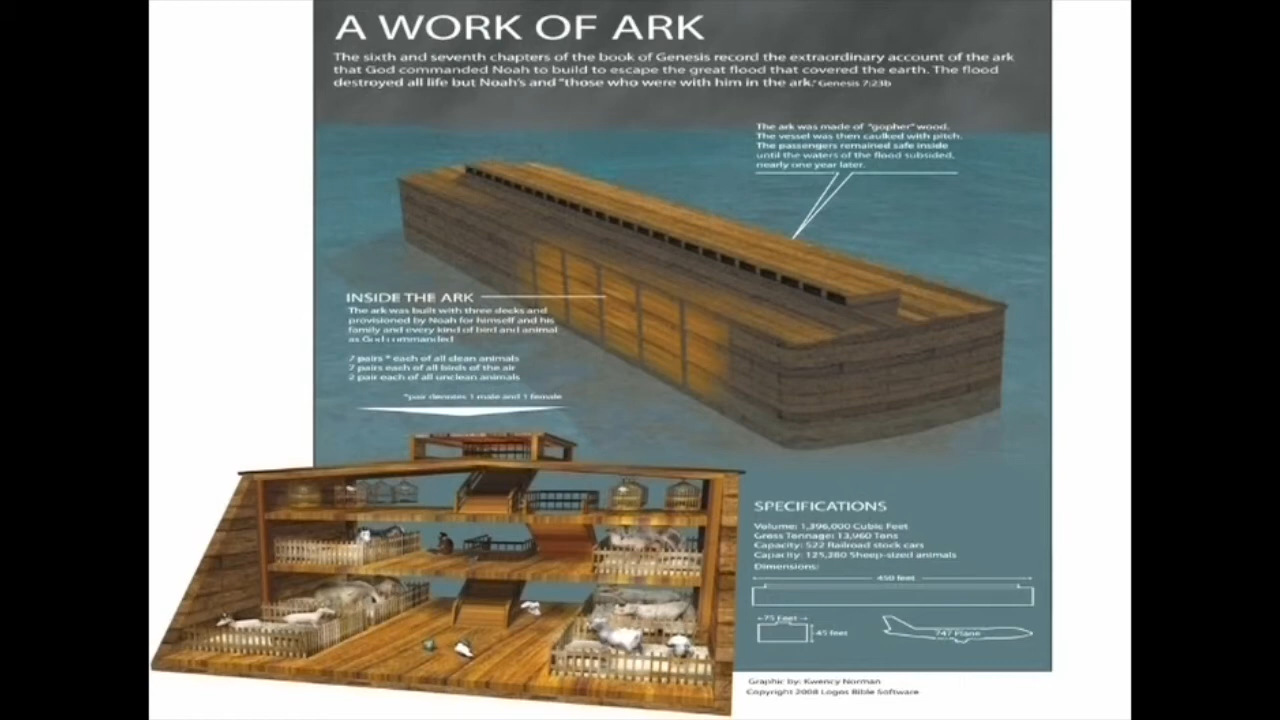 A WORK OF ARK
The sixth and seventh chapters of the book of Genesis record the extraordinary account of the ark
that God commanded Noah to build to escape the great flood that covered the earth. The flood
destroyed all life but Noah's and "those who were with him in the ark." Genesis 7:23b
The ark was made of "gopher" wood.
The vessel was then caulked with pitch.
The passengers remained safe inside
until the waters of the flood subsided,
nearly one year later.
INSIDE THE ARK
The ark was built with three decks and
provisioned by Noah for himself and his
family and every kind of bird and animal
as God commanded
7 pairs * each of all clean animals
7 pairs each of all birds of the air
2 pair each of all unclean animals
*pair denotes 1 male and 1 female
SPECIFICATIONS
Volume: 1,396,000 Cubic Feet
Gross Tonnage: 13,960 Tons
Capacity: 522 Railroad stock cars
Capacity: 125,280 Sheep-sized animals
Dimensions:
450 feet
75 Feet
45 feet
747 Plane
Graphic by: Kwency Norman
Copyright 2008 Logos Bible Software